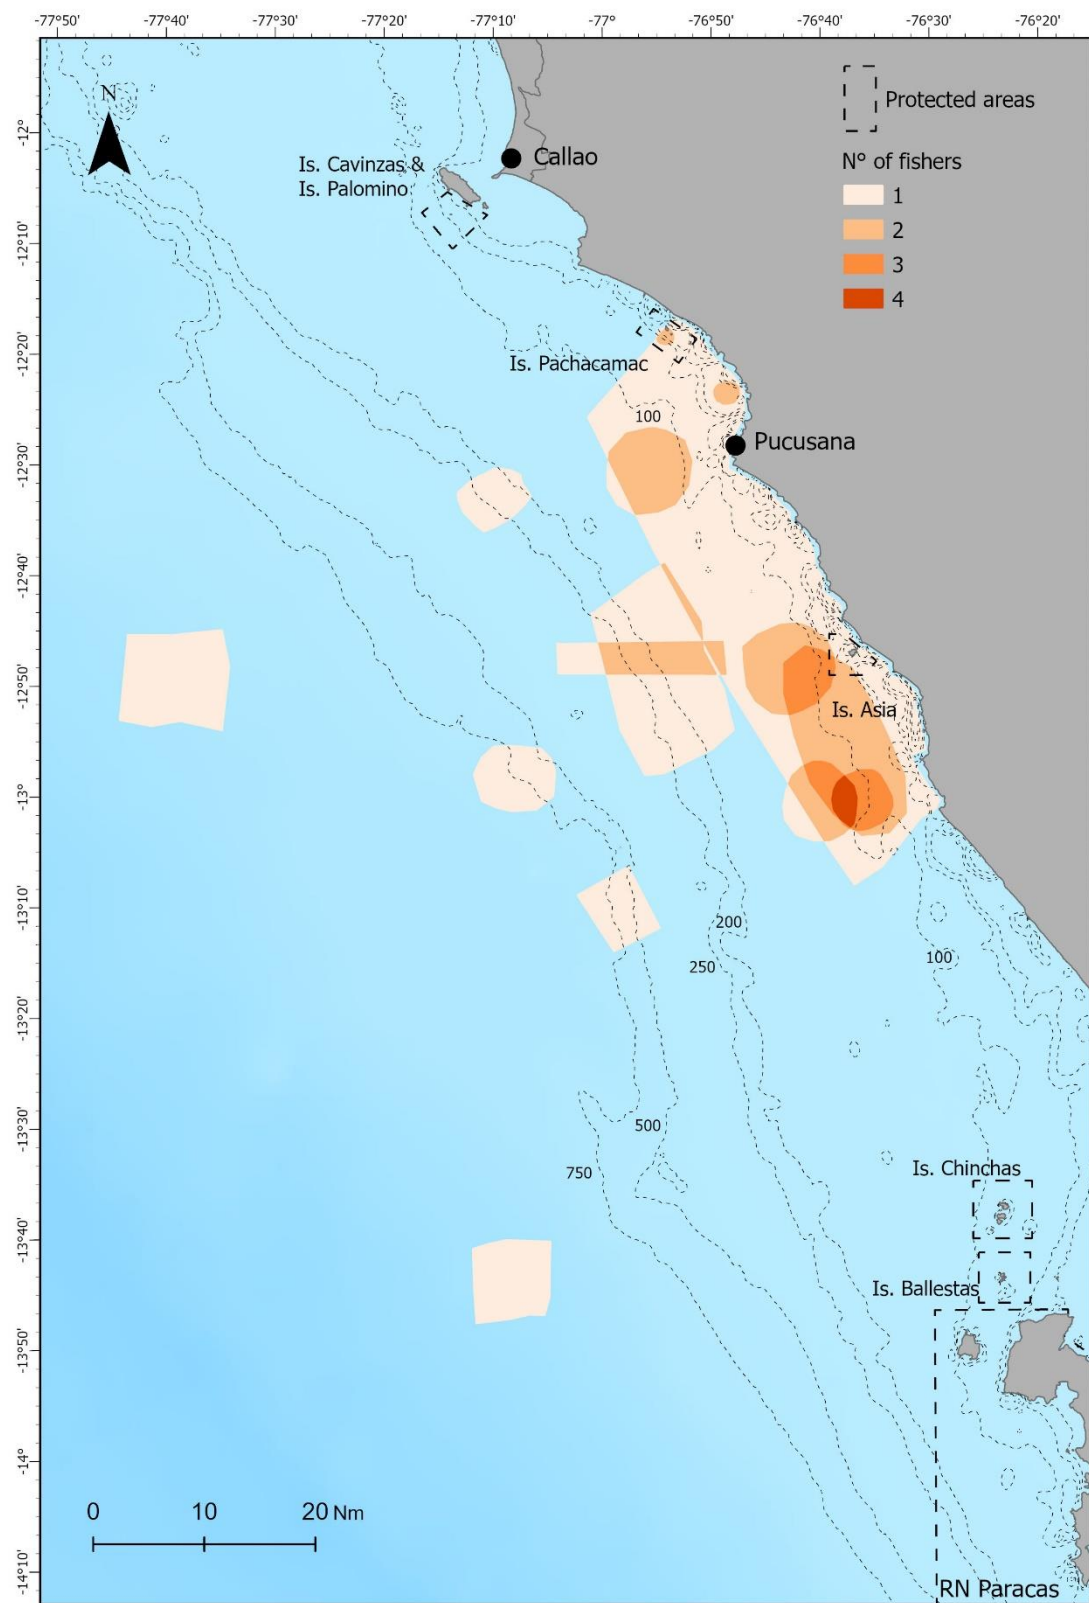 -77°50' -77°40' -77°30' -77°20' -77°10' -77° -76°50' -76°40' -76°30' -76°20'
N
Protected areas
N° of fishers
1
2
3
4
Callao
Is. Cavinzas &
Is. Palomino
Is. Pachacamac
100
Pucusana
Is. Asia
200
250
100
500
750
Is. Chinchas
Is. Ballestas
RN Paracas
0 10 20 Nm
-12°
-12°10'
-12°20'
-12°30'
-12°40'
-12°50'
-13°
-13°10'
-13°20'
-13°30'
-13°40'
-13°50'
-14°
-14°10'